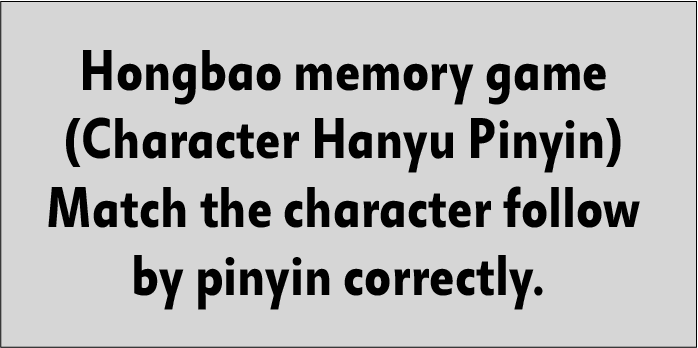 Hongbao memory game
(Character Hanyu Pinyin)
Match the character follow
by pinyin correctly.